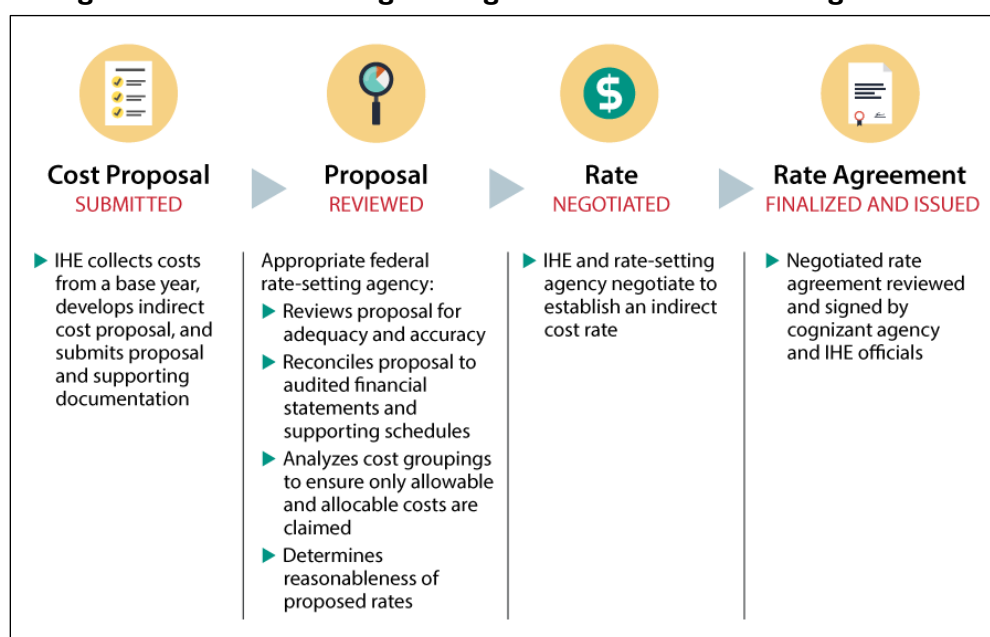 Cost Proposal
SUBMITTED
IHE collects costs
from a base year,
develops indirect
cost proposal, and
submits proposal
and supporting
documentation
Proposal
REVIEWED
Appropriate federal
rate-setting agency:
Reviews proposal for
adequacy and accuracy
Reconciles proposal to
audited financial
statements and
supporting schedules
Analyzes cost groupings
to ensure only allowable
and allocable costs are
claimed
Determines
reasonableness of
proposed rates
$
Rate
NEGOTIATED
IHE and rate-setting
agency negotiate to
establish an indirect
cost rate
Rate Agreement
FINALIZED AND ISSUED
Negotiated rate
agreement reviewed
and signed by
cognizant agency
and IHE officials